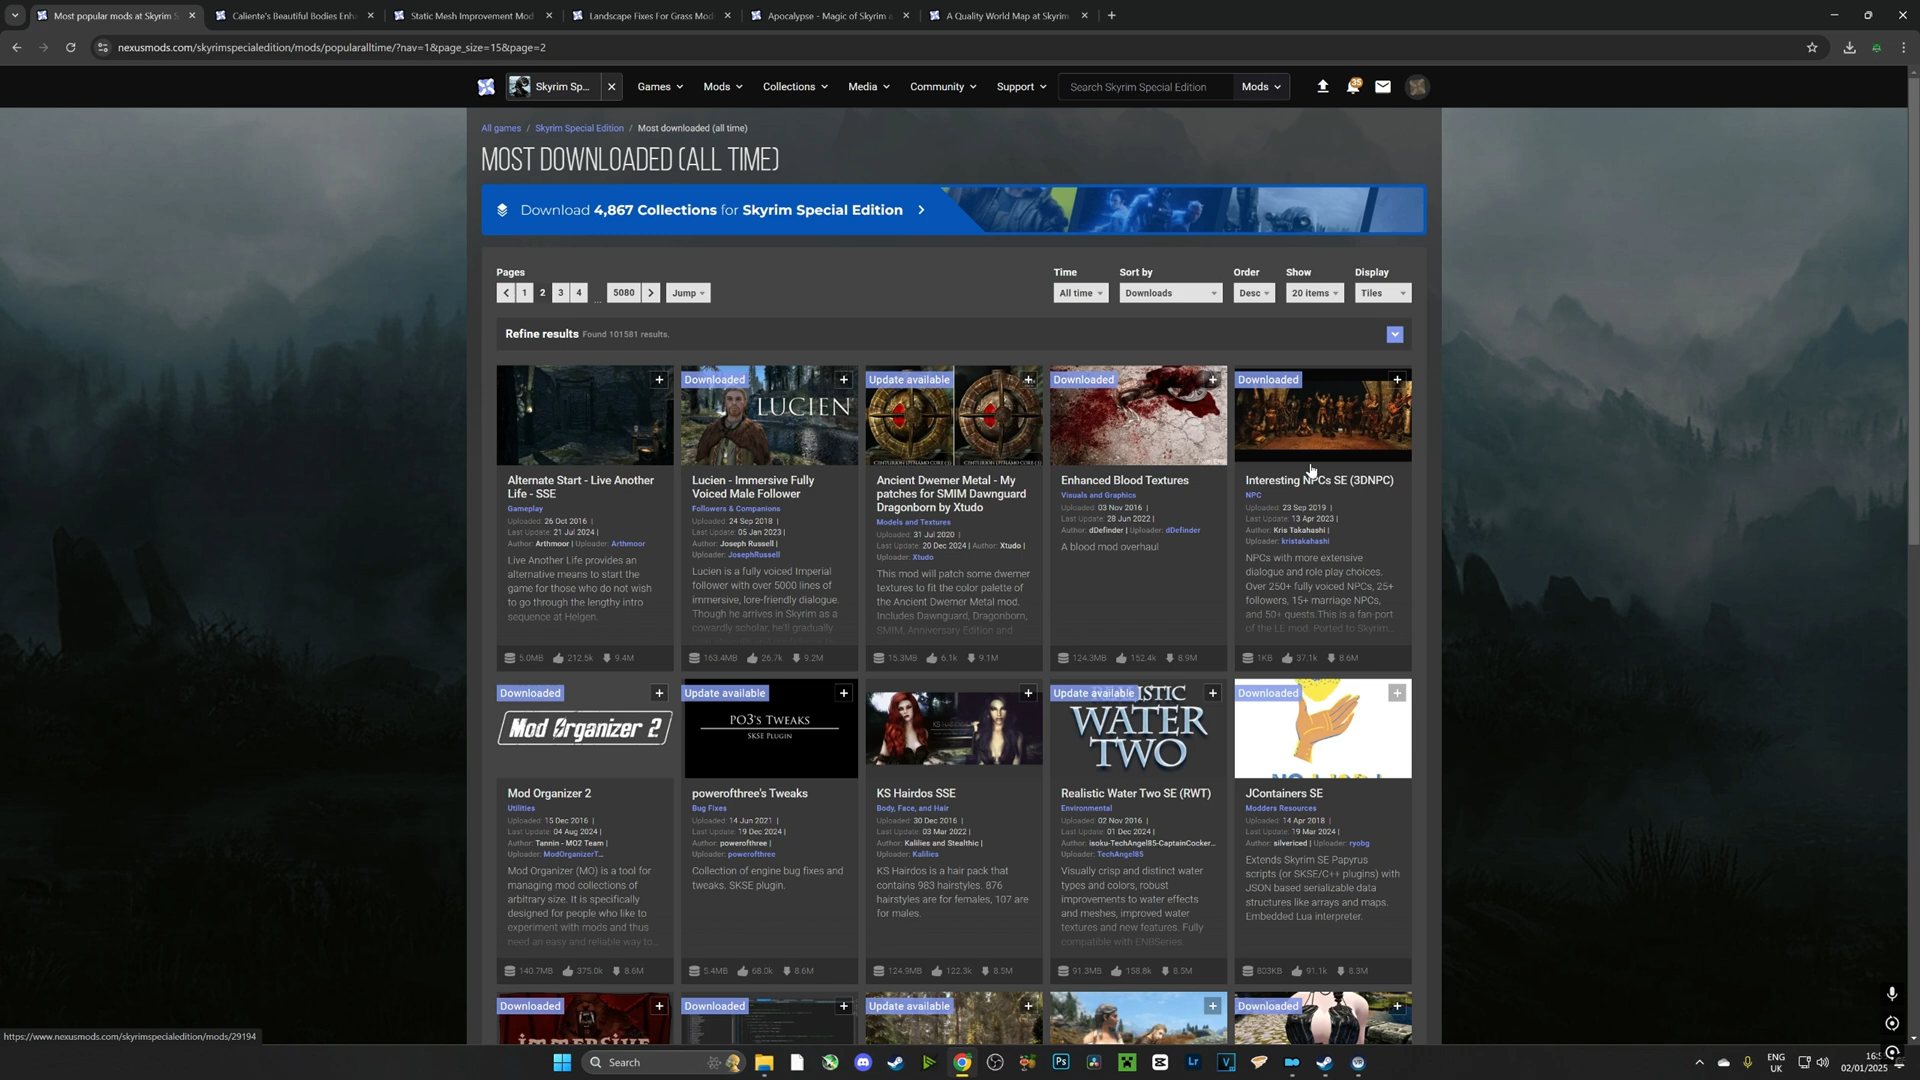 Most popular mods at Skyrim S
Caliente's Beautiful Bodies Enha
Static Mesh Improvement Mod
Landscape Fixes For Grass Mod
Apocalypse - Magic of Skyrim a
A Quality World Map at Skyrim
nexusmods.com/skyrimspecialedition/mods/popularalltime/?nav=1&page_size=15&page=2
Skyrim Sp...
Games
Mods
Collections
Media
Community
Support
Search Skyrim Special Edition
Mods
35
All games / Skyrim Special Edition / Most downloaded (all time)
MOST DOWNLOADED (ALL TIME)
Download 4,867 Collections for Skyrim Special Edition
Pages
Time
Sort by
Order
Show
Display
1 2 3 4 ... 5080
Jump
All time
Downloads
Desc
20 items
Tiles
Refine results Found 101581 results.
Alternate Start - Live Another
Life - SSE
Gameplay
Uploaded: 26 Oct 2016 |
Last Update: 21 Jul 2024 |
Author: Arthmoor | Uploader: Arthmoor
Live Another Life provides an
alternative means to start the
game for those who do not wish
to go through the lengthy intro
sequence at Helgen.
5.0MB 212.5k 9.4M
Downloaded
LUCIEN
Lucien - Immersive Fully
Voiced Male Follower
Followers & Companions
Uploaded: 24 Sep 2018 |
Last Update: 05 Jan 2023 |
Author: Joseph Russell |
Uploader: JosephRussell
Lucien is a fully voiced Imperial
follower with over 5000 lines of
immersive, lore-friendly dialogue.
Though he arrives in Skyrim as a
cowardly scholar, he'll gradually
163.4MB 26.7k 9.2M
Update available
Ancient Dwemer Metal - My
patches for SMIM Dawnguard
Dragonborn by Xtudo
Models and Textures
Uploaded: 31 Jul 2020 |
Last Update: 20 Dec 2024 | Author: Xtudo |
Uploader: Xtudo
This mod will patch some dwemer
textures to fit the color palette of
the Ancient Dwemer Metal mod.
Includes Dawnguard, Dragonborn,
SMIM, Anniversary Edition and
15.3MB 6.1k 9.1M
Downloaded
Enhanced Blood Textures
Visuals and Graphics
Uploaded: 03 Nov 2016 |
Last Update: 28 Jun 2022 |
Author: dDefinder | Uploader: dDefinder
A blood mod overhaul
124.3MB 152.4k 8.9M
Downloaded
Interesting NPCs SE (3DNPC)
NPC
Uploaded: 23 Sep 2019 |
Last Update: 13 Apr 2023 |
Author: Kris Takahashi |
Uploader: kristakahashi
NPCs with more extensive
dialogue and role play choices.
Over 250+ fully voiced NPCs, 25+
followers, 15+ marriage NPCs,
and 50+ quests.This is a fan-port
of the LE mod. Ported to Skyrim...
1KB 37.1k 8.6M
Downloaded
Mod Organizer 2
Mod Organizer 2
Utilities
Uploaded: 15 Dec 2016 |
Last Update: 04 Aug 2024 |
Author: Tannin - MO2 Team |
Uploader: ModOrganizerT...
Mod Organizer (MO) is a tool for
managing mod collections of
arbitrary size. It is specifically
designed for people who like to
experiment with mods and thus
need an easy and reliable way to...
140.7MB 375.0k 8.6M
Update available
PO3'S TWEAKS
SKSE PLUGIN
powerofthree's Tweaks
Bug Fixes
Uploaded: 14 Jun 2021 |
Last Update: 19 Dec 2024 |
Author: powerofthree |
Uploader: powerofthree
Collection of engine bug fixes and
tweaks. SKSE plugin.
5.4MB 68.0k 8.6M
KS Hairdos SSE
Body, Face, and Hair
Uploaded: 30 Dec 2016 |
Last Update: 03 Mar 2022 |
Author: Kalilies and Stealthic |
Uploader: Kalilies
KS Hairdos is a hair pack that
contains 983 hairstyles. 876
hairstyles are for females, 107 are
for males.
124.9MB 122.3k 8.5M
Update available
WATER
TWO
Realistic Water Two SE (RWT)
Environmental
Uploaded: 02 Nov 2016 |
Last Update: 01 Dec 2024 |
Author: isoku-TechAngel85-CaptainCocker...
Uploader: TechAngel85
Visually crisp and distinct water
types and colors, robust
improvements to water effects
and meshes, improved water
textures and new features. Fully
compatible with ENBSeries.
91.3MB 158.8k 8.5M
Downloaded
JContainers SE
Modders Resources
Uploaded: 14 Apr 2018 |
Last Update: 19 Mar 2024 |
Author: silvericed | Uploader: ryobg
Extends Skyrim SE Papyrus
scripts (or SKSE/C++ plugins) with
JSON based serializable data
structures like arrays and maps.
Embedded Lua interpreter.
803KB 91.1k 8.3M
Downloaded
IMMERSIVE
Downloaded
Update available
Downloaded
https://www.nexusmods.com/skyrimspecialedition/mods/29194
Search
ENG
UK
02/01/2025